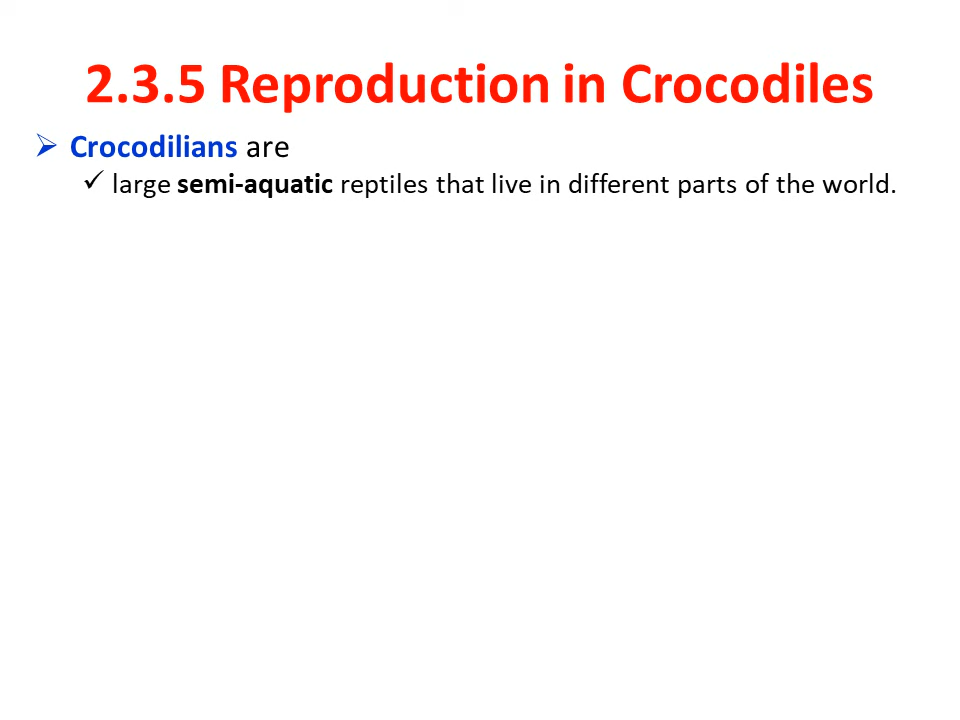 2.3.5 Reproduction in Crocodiles
➢ Crocodilians are
✓ large semi-aquatic reptiles that live in different parts of the world.